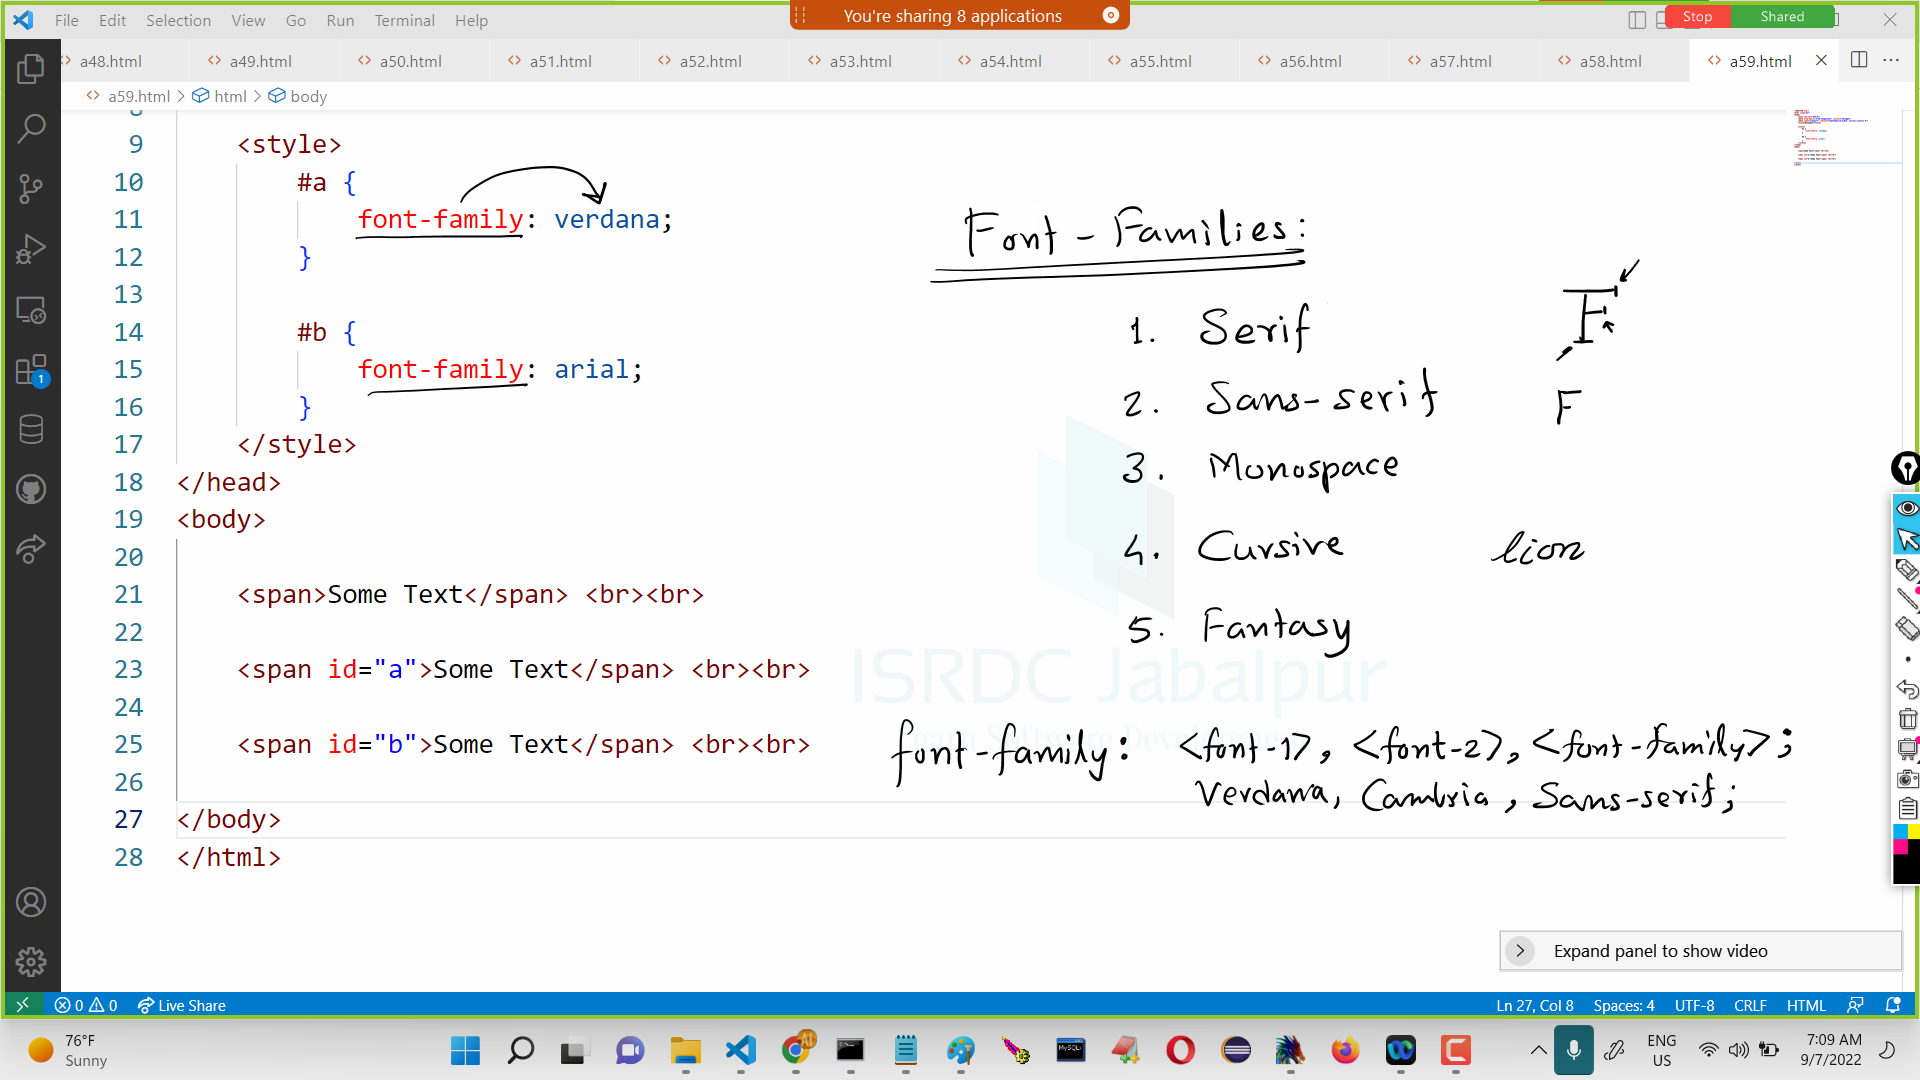 File Edit Selection View Go Run Terminal Help
You're sharing 8 applications
Stop Shared
a48.html a49.html a50.html a51.html a52.html a53.html a54.html a55.html a56.html a57.html a58.html a59.html
a59.html > html > body
8
9 <style>
10 #a {
11 font-family: verdana;
12 }
13
14 #b {
15 font-family: arial;
16 }
17 </style>
18 </head>
19 <body>
20
21 <span>Some Text</span> <br><br>
22
23 <span id="a">Some Text</span> <br><br>
24
25 <span id="b">Some Text</span> <br><br>
26
27 </body>
28 </html>
Font-Families:
1. Serif F
2. Sans-serif F
3. Monospace
4. Cursive lion
5. Fantasy
ISRDC Jabalpur
Learn Software Development
font-family: <font-1>, <font-2>, <font-family>;
Verdana, Cambria, Sans-serif;
1
Expand panel to show video
0 0 Live Share
Ln 27, Col 8 Spaces: 4 UTF-8 CRLF HTML
76°F
Sunny
AI
MySQL
ENG
US
7:09 AM
9/7/2022